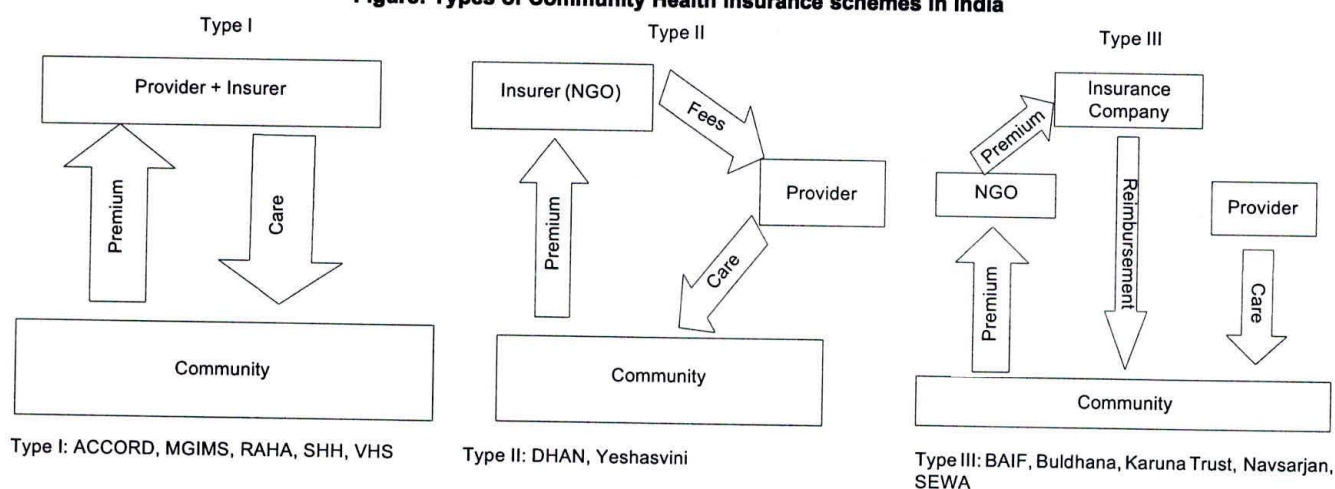 Figure: Types of Community Health Insurance schemes in India
Type I
Provider + Insurer
Premium
Care
Community
Type I: ACCORD, MGIMS, RAHA, SHH, VHS
Type II
Insurer (NGO)
Fees
Provider
Premium
Care
Community
Type II: DHAN, Yeshasvini
Type III
Insurance
Company
Premium
NGO
Reimbursement
Provider
Premium
Care
Community
Type III: BAIF, Buldhana, Karuna Trust, Navsarjan,
SEWA